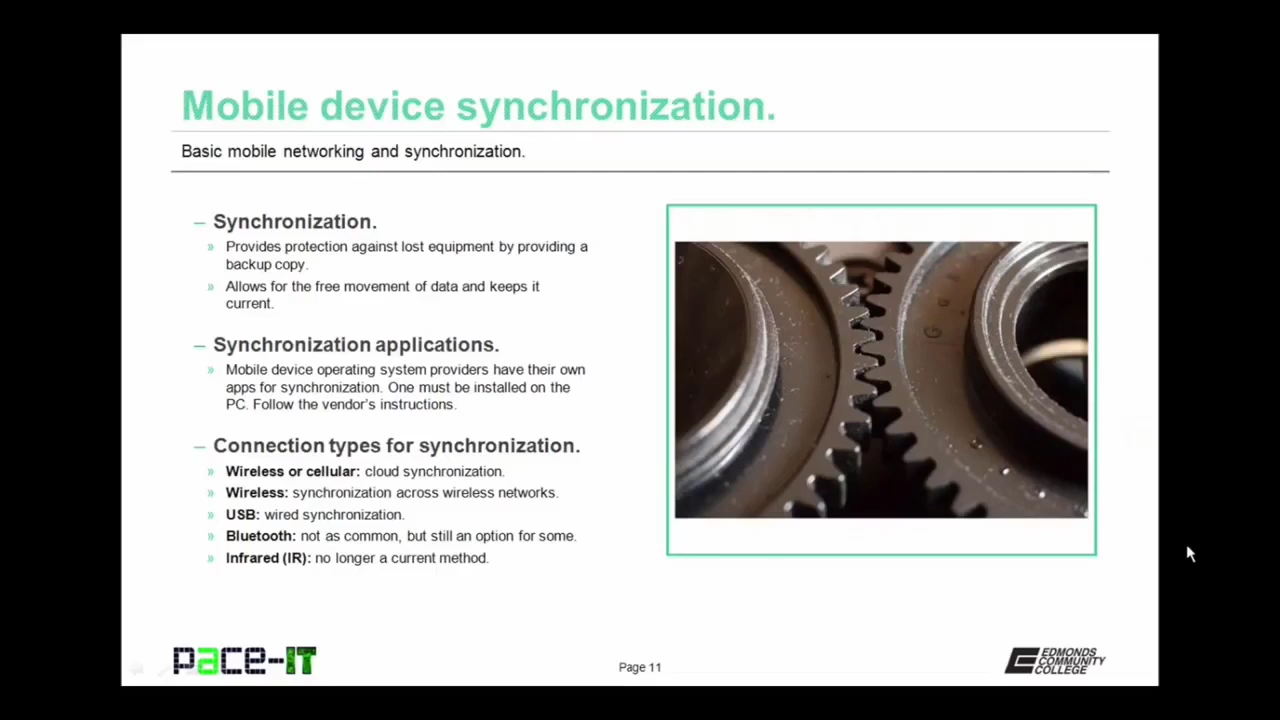 Mobile device synchronization.
Basic mobile networking and synchronization.
– Synchronization.
» Provides protection against lost equipment by providing a
backup copy.
» Allows for the free movement of data and keeps it
current.
– Synchronization applications.
» Mobile device operating system providers have their own
apps for synchronization. One must be installed on the
PC. Follow the vendor's instructions.
– Connection types for synchronization.
» Wireless or cellular: cloud synchronization.
» Wireless: synchronization across wireless networks.
» USB: wired synchronization.
» Bluetooth: not as common, but still an option for some.
» Infrared (IR): no longer a current method.
pace-IT
Page 11
EDMONDS
COMMUNITY
COLLEGE